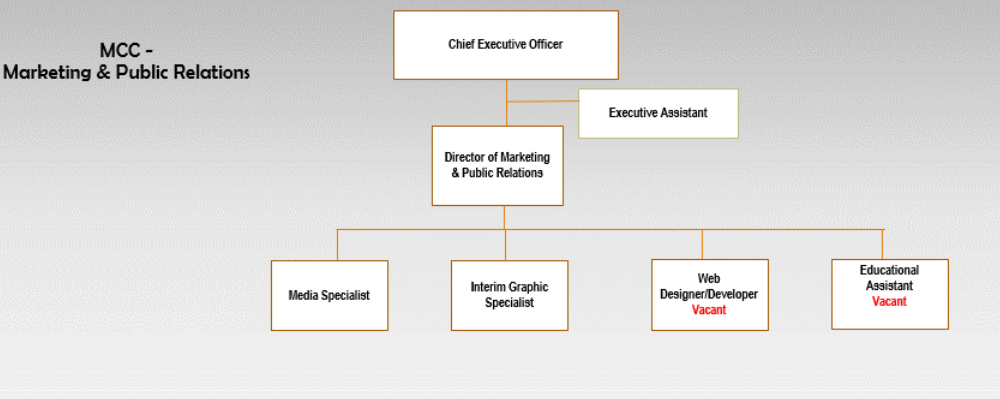 MCC -
Marketing & Public Relations
Chief Executive Officer
Executive Assistant
Director of Marketing
& Public Relations
Media Specialist
Interim Graphic
Specialist
Web
Designer/Developer
Vacant
Educational
Assistant
Vacant